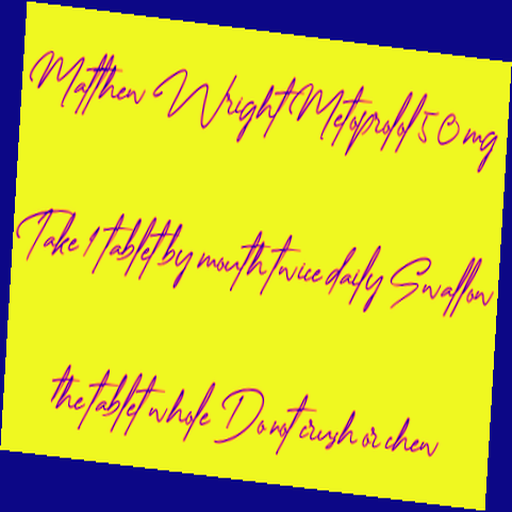 Matthew Wright Metoprolol 50 mg
Take 1 tablet by mouth twice daily Swallow
the tablet whole Do not crush or chew